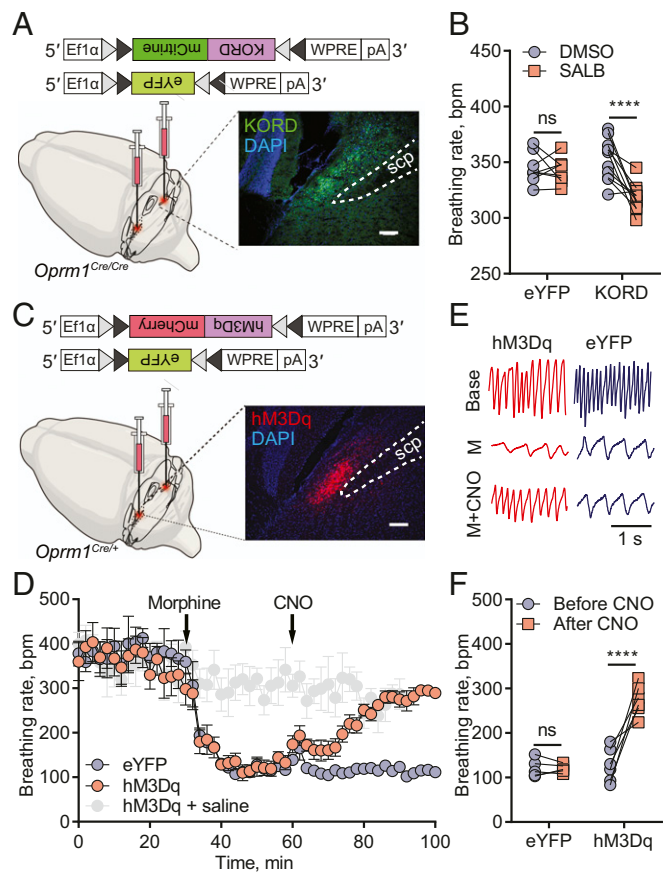 A
5′ Ef1α mCitrine KORD WPRE pA 3′
5′ Ef1α eYFP WPRE pA 3′
KORD
DAPI
scp
Oprm1Cre/Cre
B
DMSO
SALB
Breathing rate, bpm
450
400
350
300
250
ns
****
eYFP KORD
C
5′ Ef1α mCherry hM3Dq WPRE pA 3′
5′ Ef1α eYFP WPRE pA 3′
hM3Dq
DAPI
scp
Oprm1Cre/+
E
hM3Dq eYFP
Base
M
M+CNO
1 s
D
Morphine CNO
Breathing rate, bpm
500
400
300
200
100
0
eYFP
hM3Dq
hM3Dq + saline
0 20 40 60 80 100
Time, min
F
Before CNO
After CNO
Breathing rate, bpm
500
400
300
200
100
0
ns
****
eYFP hM3Dq